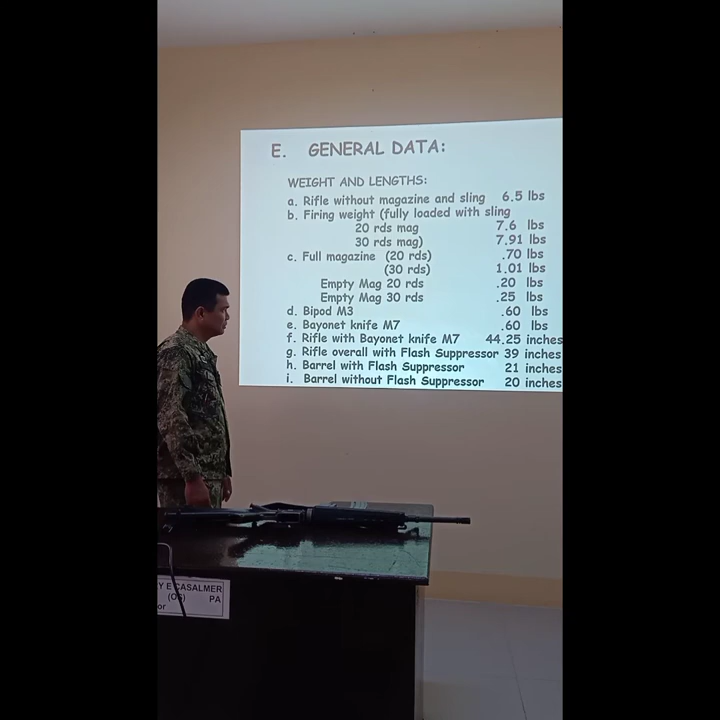 E. GENERAL DATA:
WEIGHT AND LENGTHS:
a. Rifle without magazine and sling 6.5 lbs
b. Firing weight (fully loaded with sling
20 rds mag 7.6 lbs
30 rds mag) 7.91 lbs
c. Full magazine (20 rds) .70 lbs
(30 rds) 1.01 lbs
Empty Mag 20 rds .20 lbs
Empty Mag 30 rds .25 lbs
d. Bipod M3 .60 lbs
e. Bayonet knife M7 .60 lbs
f. Rifle with Bayonet knife M7 44.25 inches
g. Rifle overall with Flash Suppressor 39 inches
h. Barrel with Flash Suppressor 21 inches
i. Barrel without Flash Suppressor 20 inches
Y E CASALMER
(OS) PA
or